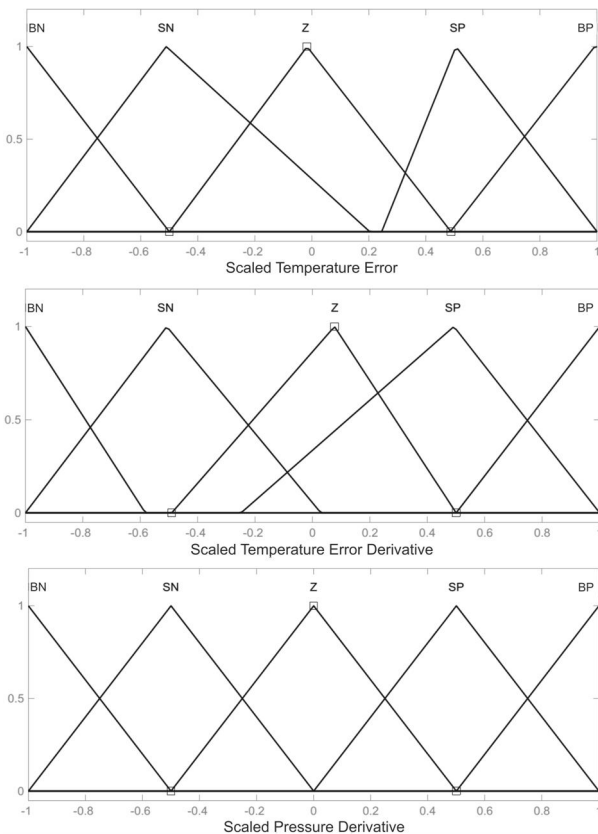 BN SN Z SP BP
1
0.5
0
-1 -0.8 -0.6 -0.4 -0.2 0 0.2 0.4 0.6 0.8 1
Scaled Temperature Error
BN SN Z SP BP
1
0.5
0
-1 -0.8 -0.6 -0.4 -0.2 0 0.2 0.4 0.6 0.8 1
Scaled Temperature Error Derivative
BN SN Z SP BP
1
0.5
0
-1 -0.8 -0.6 -0.4 -0.2 0 0.2 0.4 0.6 0.8 1
Scaled Pressure Derivative